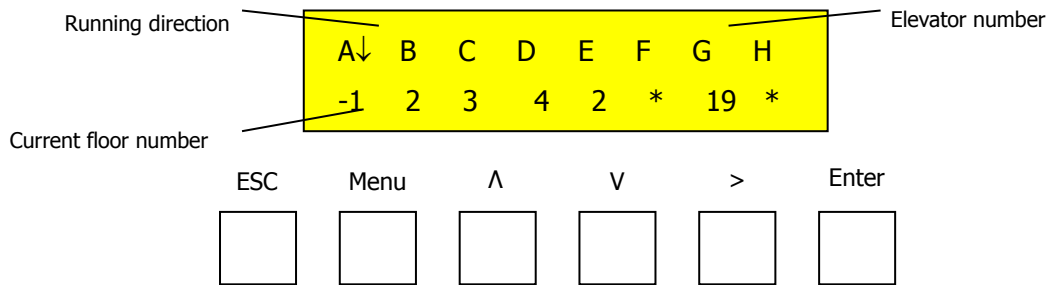 Running direction
Elevator number
A↓ B C D E F G H
-1 2 3 4 2 * 19 *
Current floor number
ESC Menu Λ V > Enter